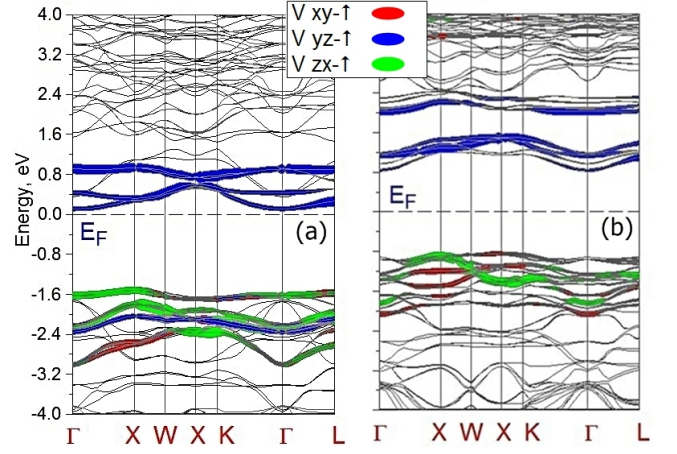 V xy-↑
V yz-↑
V zx-↑
Energy, eV
4.0
3.2
2.4
1.6
0.8
0.0
-0.8
-1.6
-2.4
-3.2
-4.0
E_F
(a)
E_F
(b)
Γ X W X K Γ L
Γ X W X K Γ L